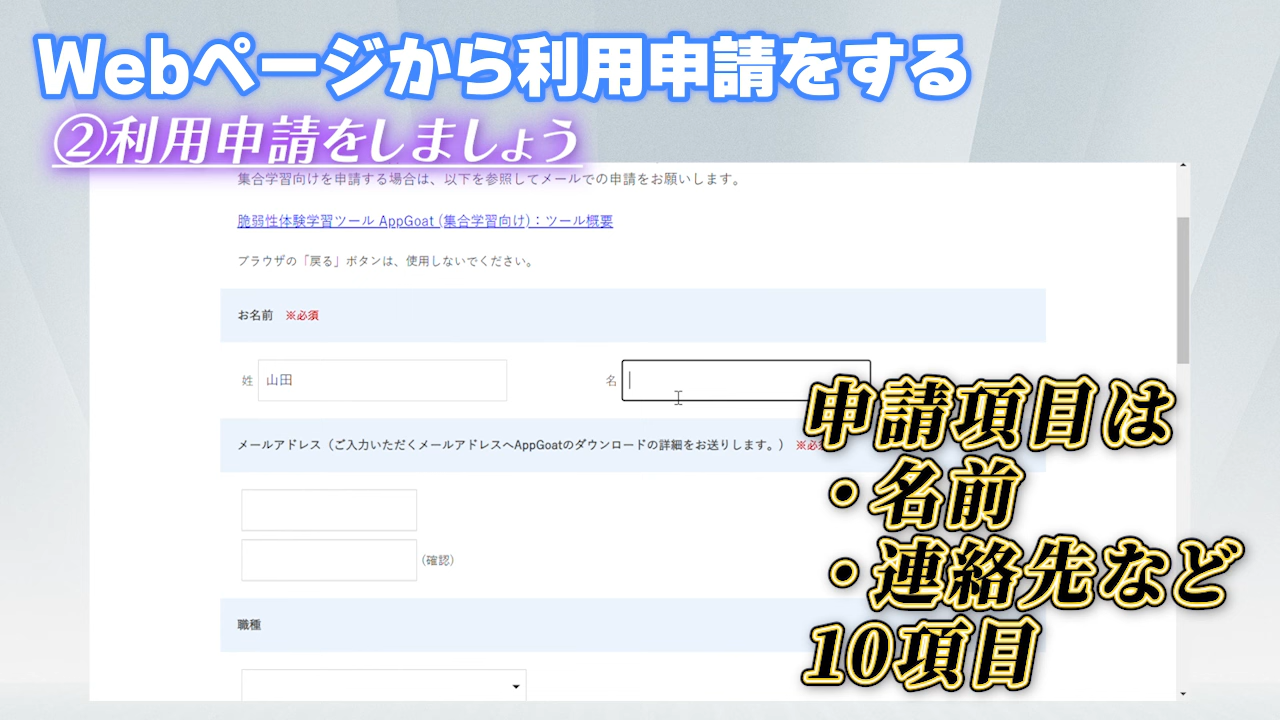 Webページから利用申請をする
②利用申請をしましょう
集合学習向けを申請する場合は、以下を参照してメールでの申請をお願いします。
脆弱性体験学習ツール AppGoat (集合学習向け)：ツール概要
ブラウザの「戻る」ボタンは、使用しないでください。
お名前 ※必須
姓 山田 名
メールアドレス（ご入力いただくメールアドレスへAppGoatのダウンロードの詳細をお送りします。） ※必
(確認)
職種
申請項目は
・名前
・連絡先など
10項目